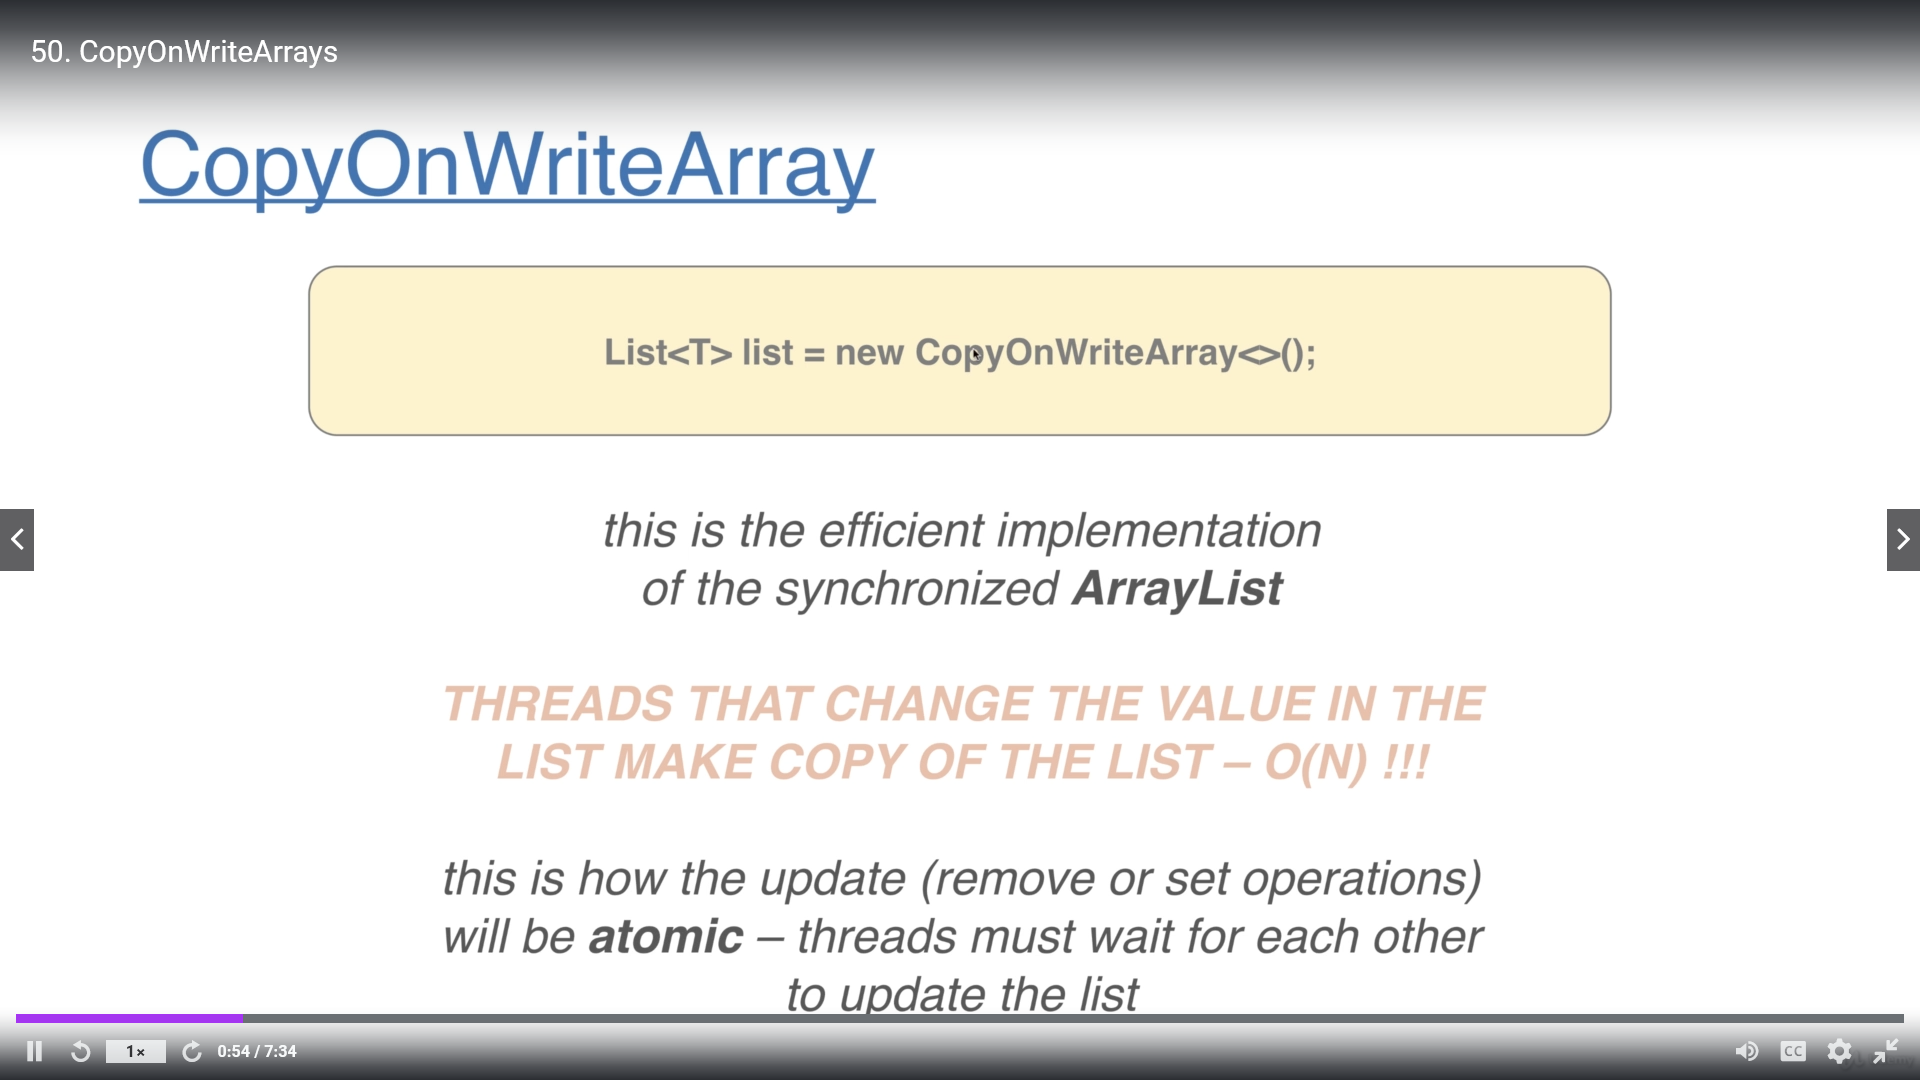 50. CopyOnWriteArrays
CopyOnWriteArray
List<T> list = new CopyOnWriteArray<>();
this is the efficient implementation
of the synchronized ArrayList
THREADS THAT CHANGE THE VALUE IN THE
LIST MAKE COPY OF THE LIST – O(N) !!!
this is how the update (remove or set operations)
will be atomic – threads must wait for each other
to update the list
1×
0:54 / 7:34
CC